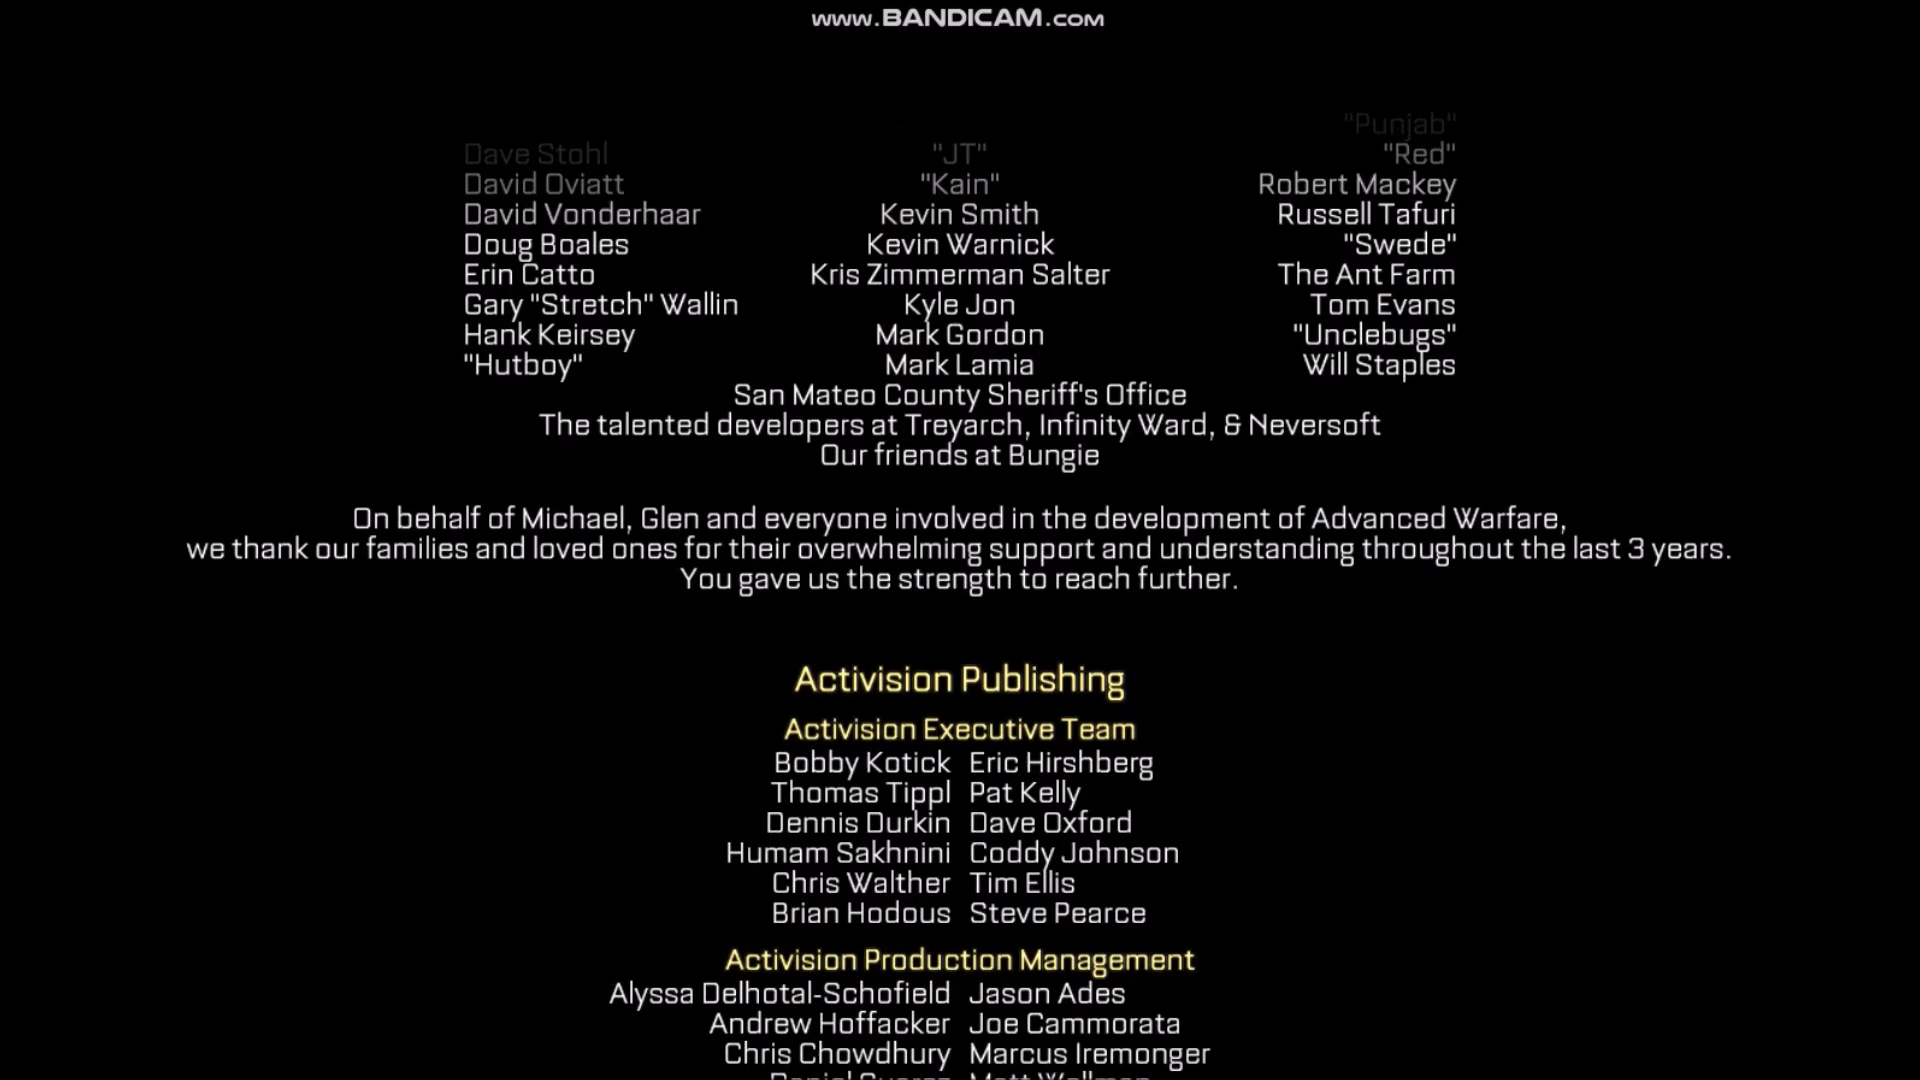 www.BANDICAM.com
"Punjab"
Dave Stohl "JT" "Red"
David Oviatt "Kain" Robert Mackey
David Vonderhaar Kevin Smith Russell Tafuri
Doug Boales Kevin Warnick "Swede"
Erin Catto Kris Zimmerman Salter The Ant Farm
Gary "Stretch" Wallin Kyle Jon Tom Evans
Hank Keirsey Mark Gordon "Unclebugs"
"Hutboy" Mark Lamia Will Staples
San Mateo County Sheriff's Office
The talented developers at Treyarch, Infinity Ward, & Neversoft
Our friends at Bungie
On behalf of Michael, Glen and everyone involved in the development of Advanced Warfare,
we thank our families and loved ones for their overwhelming support and understanding throughout the last 3 years.
You gave us the strength to reach further.
Activision Publishing
Activision Executive Team
Bobby Kotick Eric Hirshberg
Thomas Tippl Pat Kelly
Dennis Durkin Dave Oxford
Humam Sakhnini Coddy Johnson
Chris Walther Tim Ellis
Brian Hodous Steve Pearce
Activision Production Management
Alyssa Delhotal-Schofield Jason Ades
Andrew Hoffacker Joe Cammorata
Chris Chowdhury Marcus Iremonger